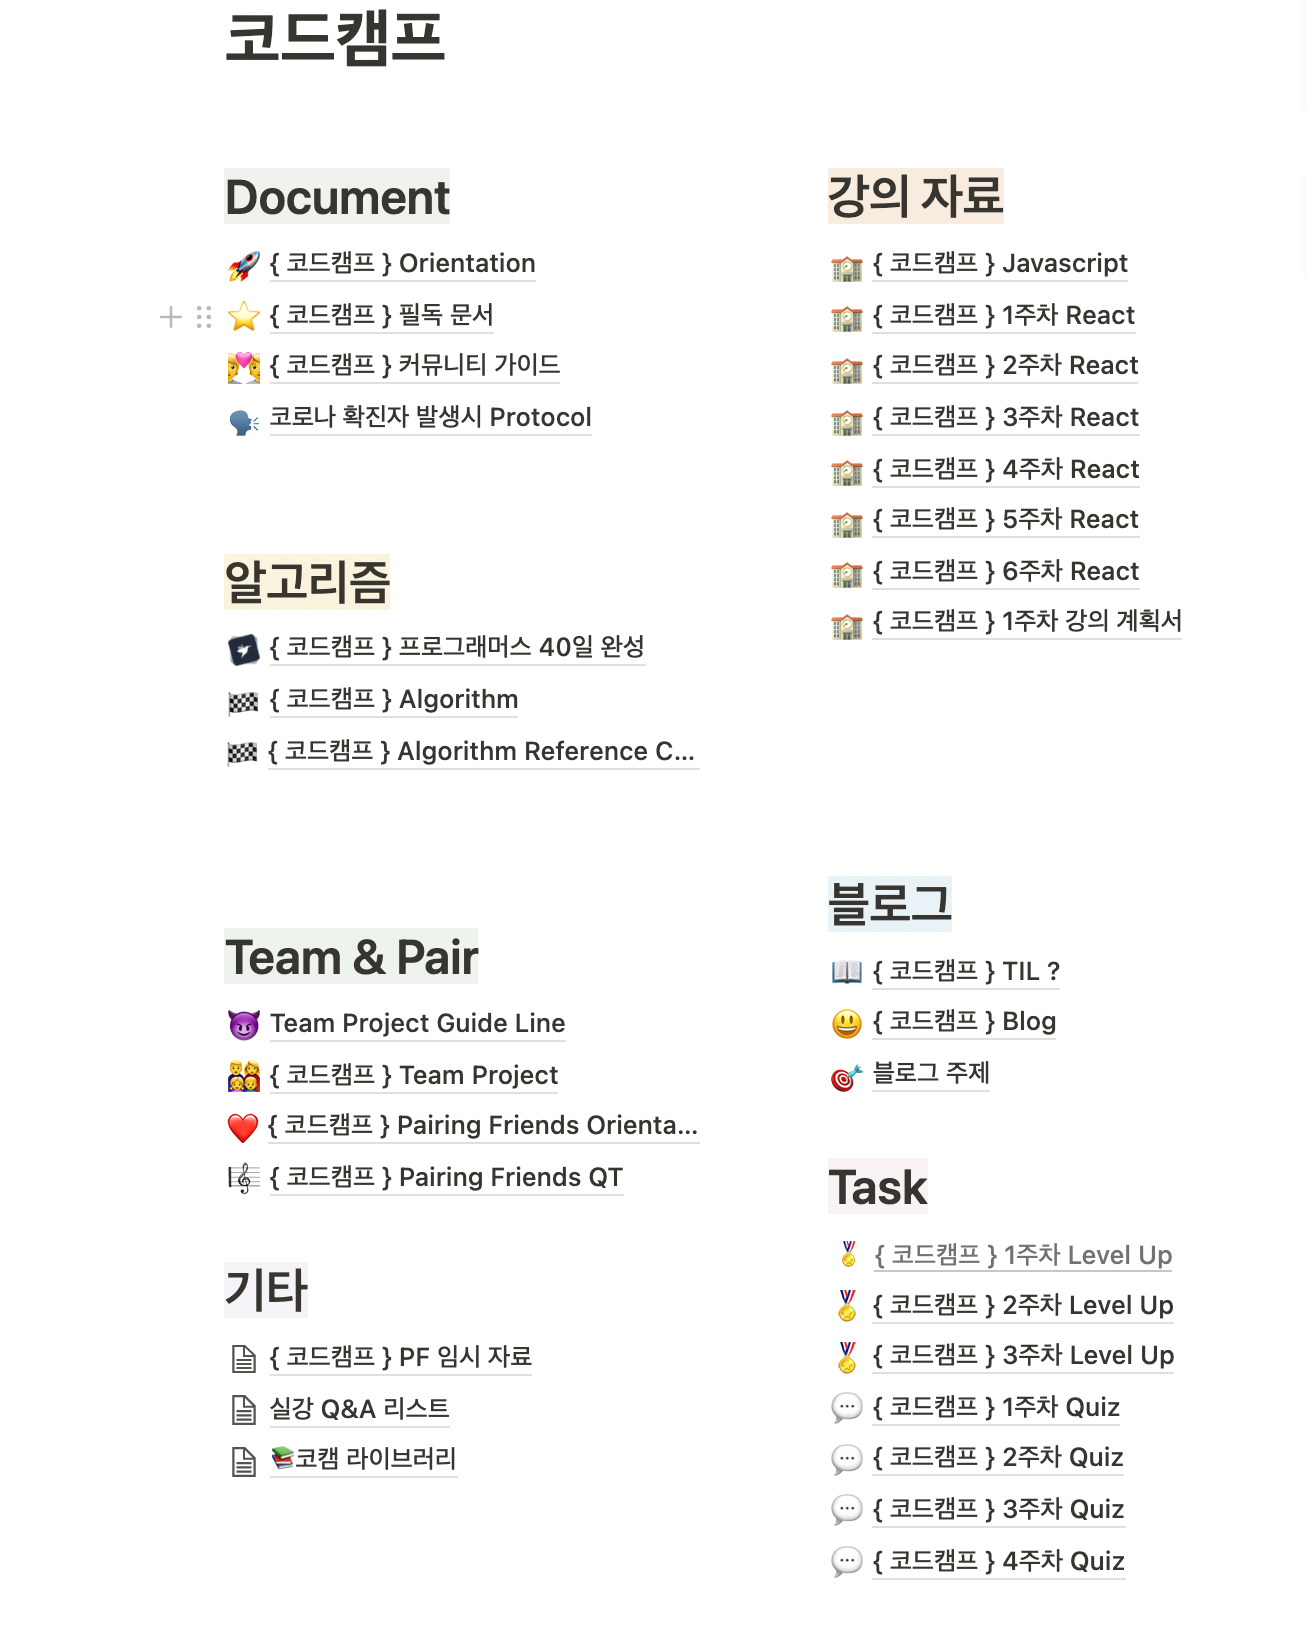 코드캠프
Document
{ 코드캠프 } Orientation
{ 코드캠프 } 필독 문서
{ 코드캠프 } 커뮤니티 가이드
코로나 확진자 발생시 Protocol
알고리즘
{ 코드캠프 } 프로그래머스 40일 완성
{ 코드캠프 } Algorithm
{ 코드캠프 } Algorithm Reference C...
Team & Pair
Team Project Guide Line
{ 코드캠프 } Team Project
{ 코드캠프 } Pairing Friends Orienta...
{ 코드캠프 } Pairing Friends QT
기타
{ 코드캠프 } PF 임시 자료
실강 Q&A 리스트
코캠 라이브러리
강의 자료
{ 코드캠프 } Javascript
{ 코드캠프 } 1주차 React
{ 코드캠프 } 2주차 React
{ 코드캠프 } 3주차 React
{ 코드캠프 } 4주차 React
{ 코드캠프 } 5주차 React
{ 코드캠프 } 6주차 React
{ 코드캠프 } 1주차 강의 계획서
블로그
{ 코드캠프 } TIL ?
{ 코드캠프 } Blog
블로그 주제
Task
{ 코드캠프 } 1주차 Level Up
{ 코드캠프 } 2주차 Level Up
{ 코드캠프 } 3주차 Level Up
{ 코드캠프 } 1주차 Quiz
{ 코드캠프 } 2주차 Quiz
{ 코드캠프 } 3주차 Quiz
{ 코드캠프 } 4주차 Quiz